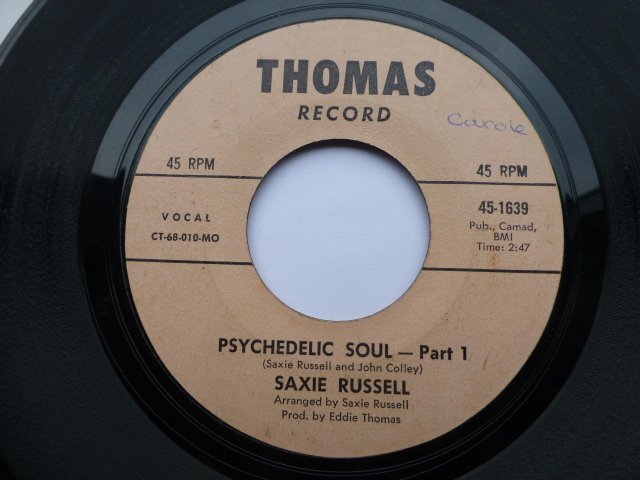 THOMAS
RECORD
Carole
45 RPM
45 RPM
VOCAL
CT-68-010-MO
45-1639
Pub., Camad,
BMI
Time: 2:47
PSYCHEDELIC SOUL — Part 1
(Saxie Russell and John Colley)
SAXIE RUSSELL
Arranged by Saxie Russell
Prod. by Eddie Thomas